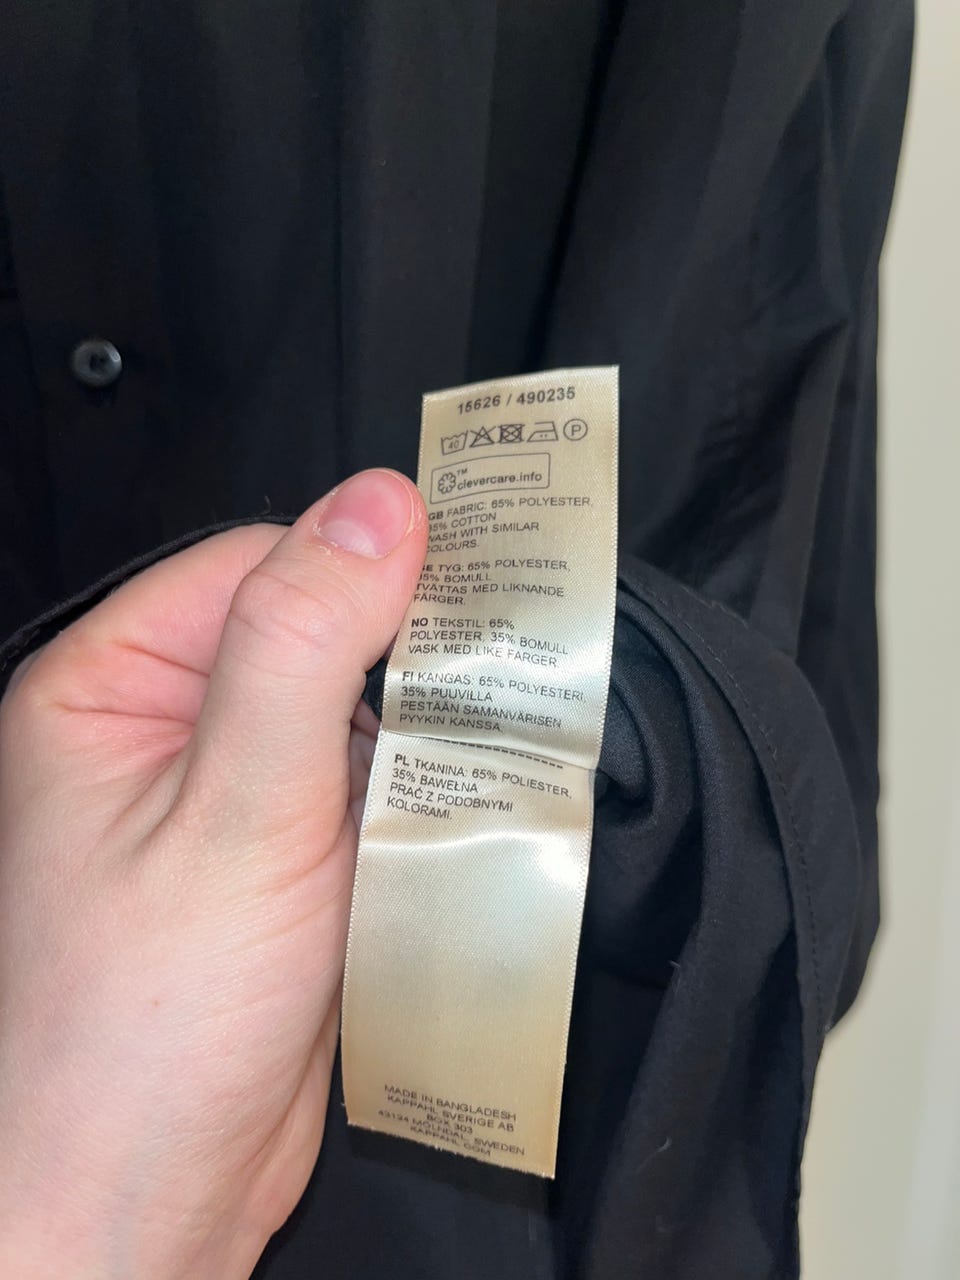 15626 / 490235
40 P
TM
clevercare.info
GB FABRIC: 65% POLYESTER,
35% COTTON
WASH WITH SIMILAR
COLOURS.
SE TYG: 65% POLYESTER,
35% BOMULL
TVÄTTAS MED LIKNANDE
FÄRGER.
NO TEKSTIL: 65%
POLYESTER, 35% BOMULL
VASK MED LIKE FARGER
FI KANGAS: 65% POLYESTERI,
35% PUUVILLA
PESTÄÄN SAMANVÄRISEN
PYYKIN KANSSA
PL TKANINA: 65% POLIESTER,
35% BAWEŁNA
PRAĆ Z PODOBNYMI
KOLORAMI.
MADE IN BANGLADESH
KAPPAHL SVERIGE AB
BOX 303
43124 MÖLNDAL, SWEDEN
KAPPAHL.COM